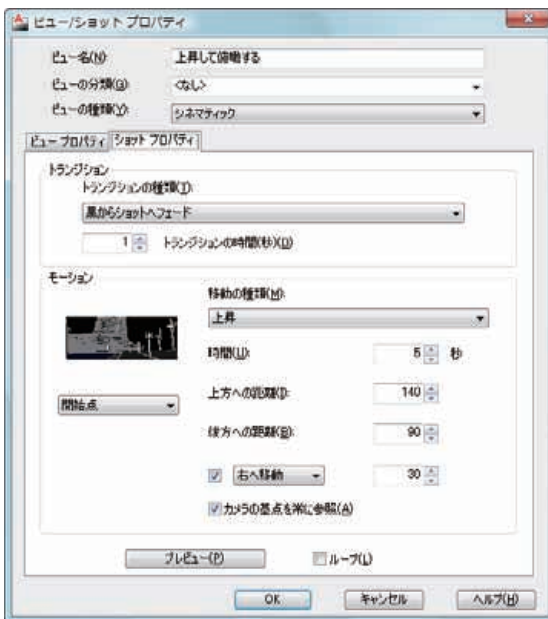 ビュー/ショット プロパティ
ビュー名(N)
上昇して俯瞰する
ビューの分類(G)
<なし>
ビューの種類(Y):
シネマティック
ビュー プロパティ
ショット プロパティ
トランジション
トランジションの種類(T):
黒からショットへフェード
1
トランジションの時間(秒)(D)
モーション
移動の種類(M):
上昇
時間(U):
5
秒
開始点
上方への距離(I):
140
後方への距離(B):
90
右へ移動
30
カメラの基点を常に参照(A)
プレビュー(P)
ループ(L)
OK
キャンセル
ヘルプ(H)